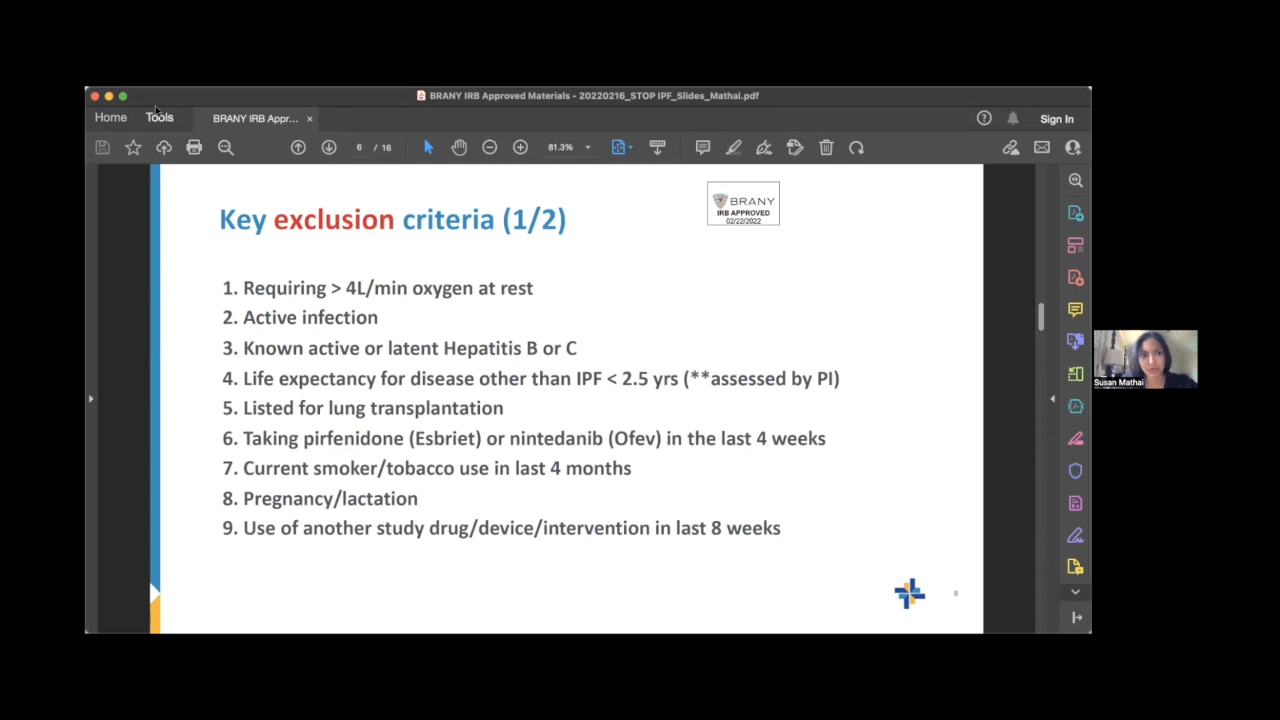 BRANY IRB Approved Materials - 20220216_STOP IPF_Slides_Mathai.pdf
Home
Tools
BRANY IRB Appr... ×
Sign In
6 / 16
81.3%
Key exclusion criteria (1/2)
BRANY
IRB APPROVED
02/22/2022
1. Requiring > 4L/min oxygen at rest
2. Active infection
3. Known active or latent Hepatitis B or C
4. Life expectancy for disease other than IPF < 2.5 yrs (**assessed by PI)
5. Listed for lung transplantation
6. Taking pirfenidone (Esbriet) or nintedanib (Ofev) in the last 4 weeks
7. Current smoker/tobacco use in last 4 months
8. Pregnancy/lactation
9. Use of another study drug/device/intervention in last 8 weeks
6
Susan Mathai